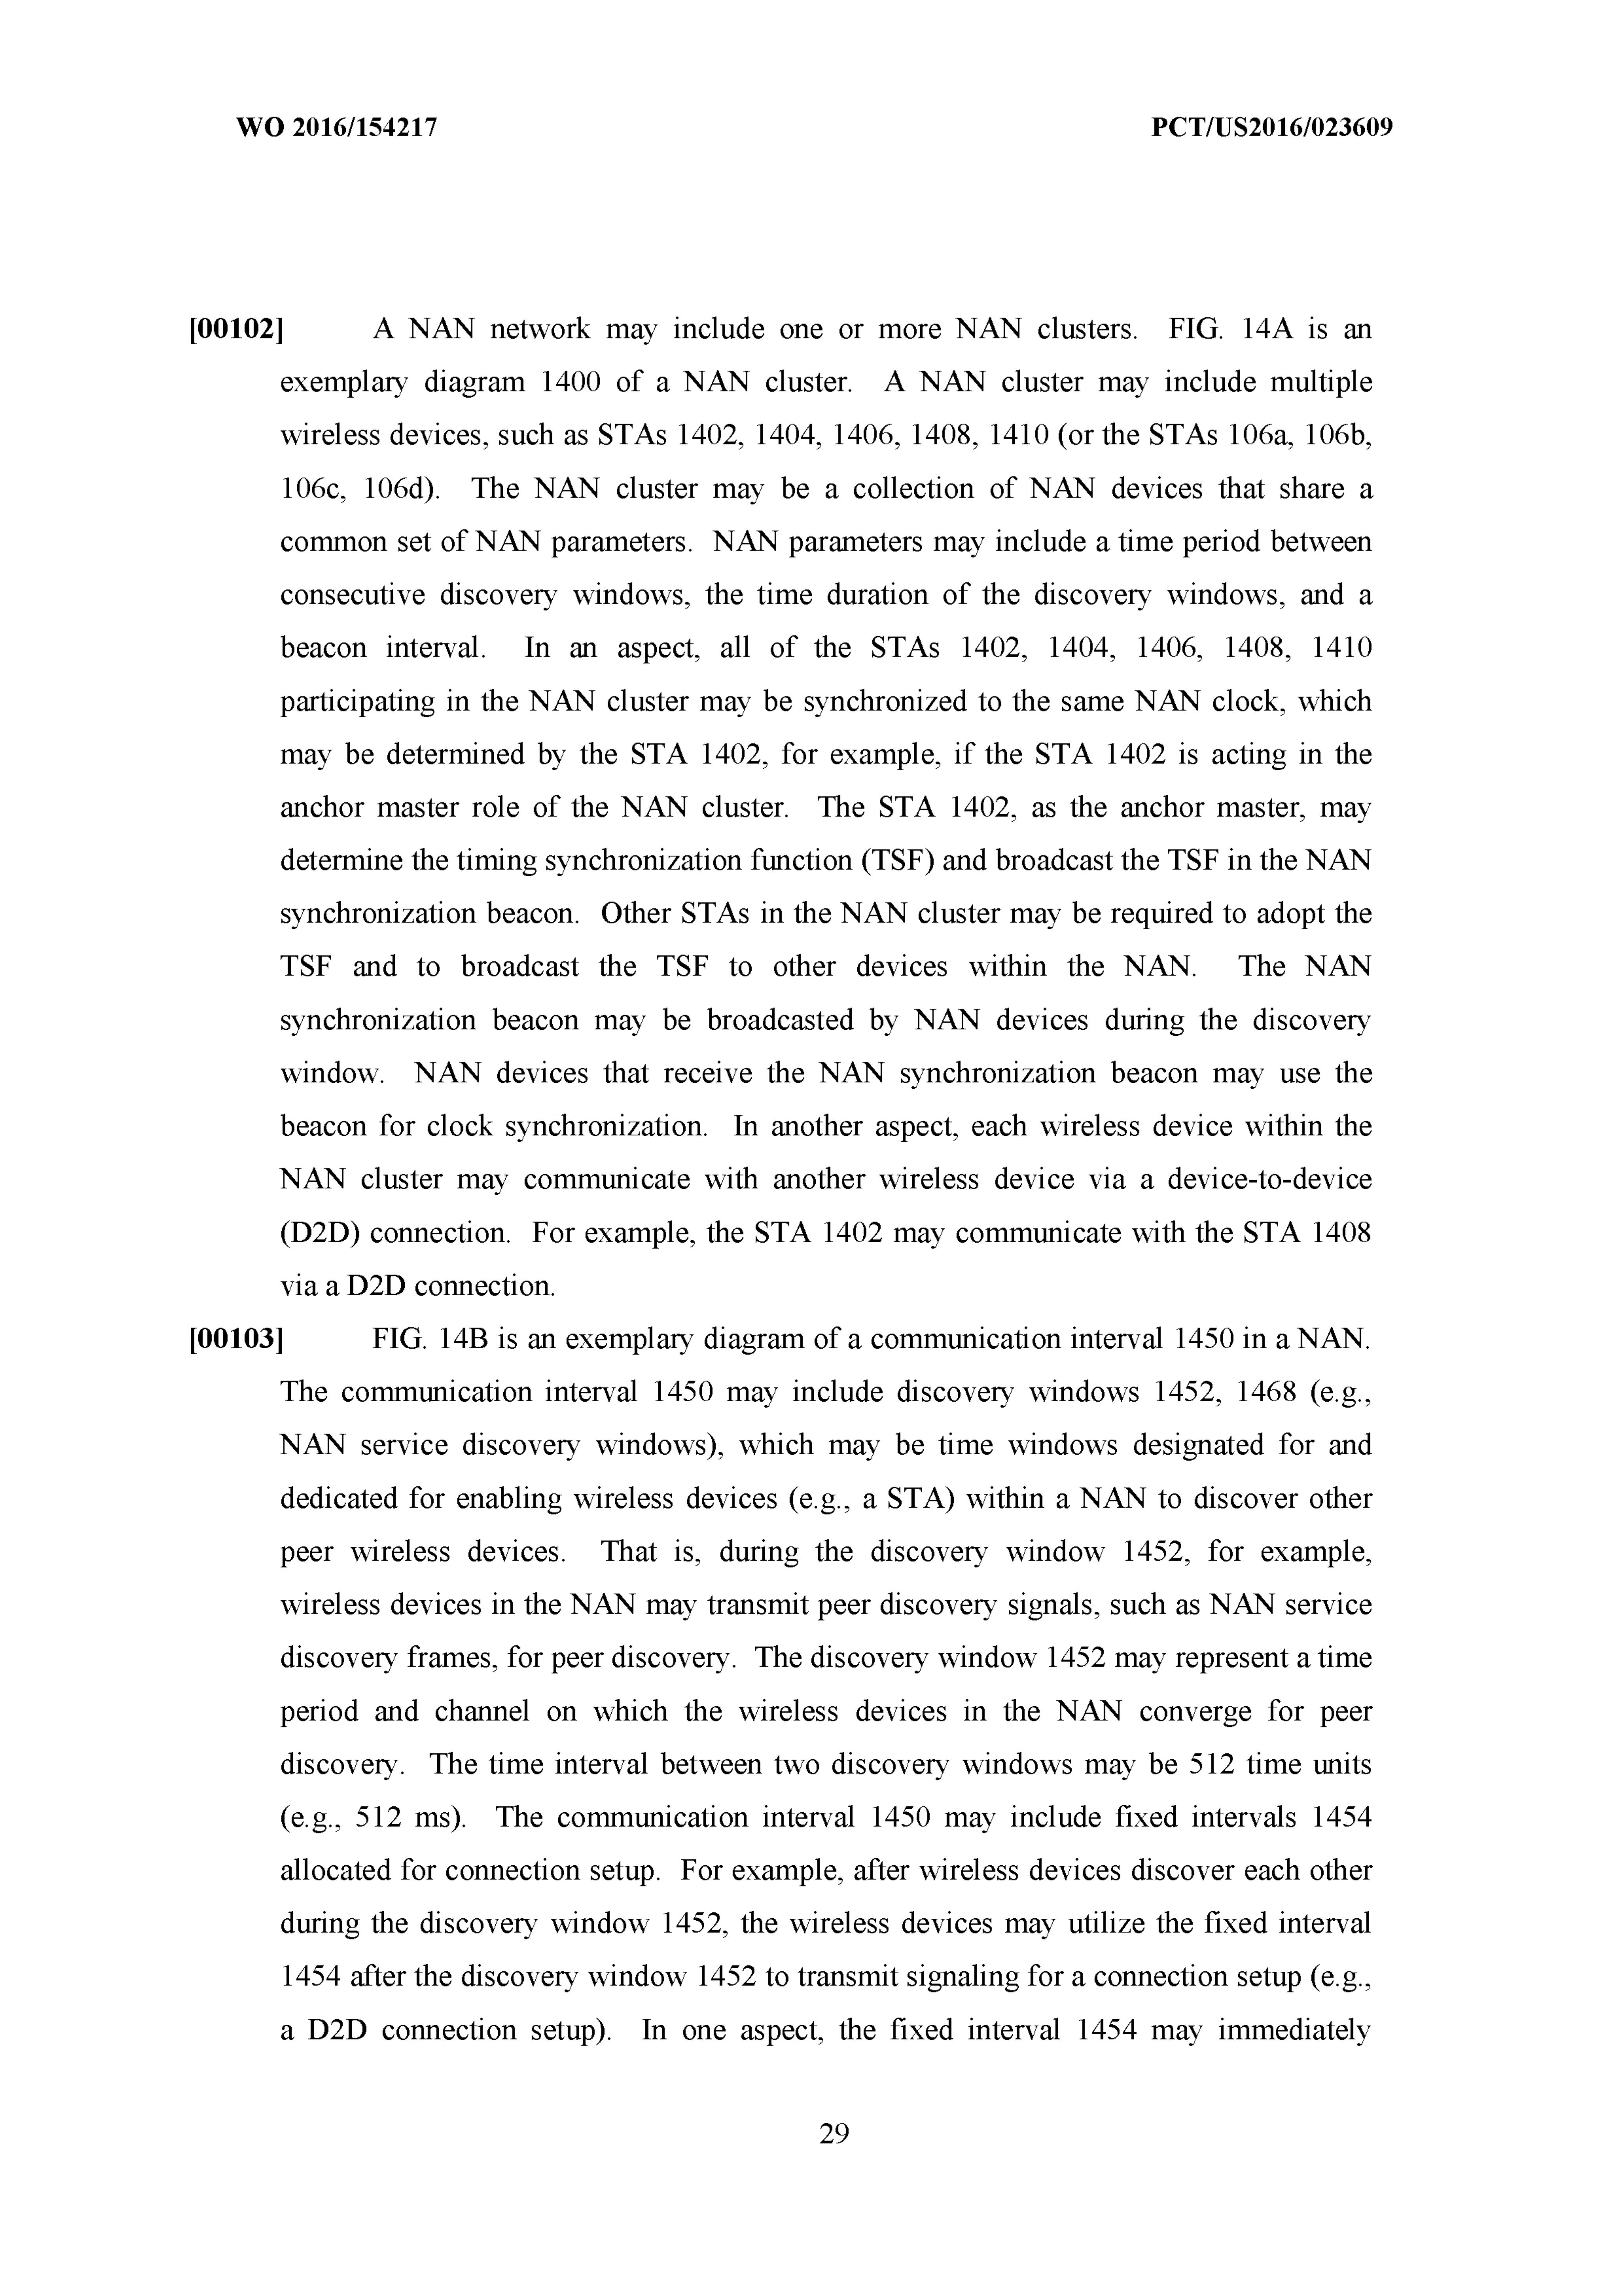 WO 2016/154217 PCT/US2016/023609
[00102] A NAN network may include one or more NAN clusters. FIG. 14A is an
exemplary diagram 1400 of a NAN cluster. A NAN cluster may include multiple
wireless devices, such as STAs 1402, 1404, 1406, 1408, 1410 (or the STAs 106a, 106b,
106c, 106d). The NAN cluster may be a collection of NAN devices that share a
common set of NAN parameters. NAN parameters may include a time period between
consecutive discovery windows, the time duration of the discovery windows, and a
beacon interval. In an aspect, all of the STAs 1402, 1404, 1406, 1408, 1410
participating in the NAN cluster may be synchronized to the same NAN clock, which
may be determined by the STA 1402, for example, if the STA 1402 is acting in the
anchor master role of the NAN cluster. The STA 1402, as the anchor master, may
determine the timing synchronization function (TSF) and broadcast the TSF in the NAN
synchronization beacon. Other STAs in the NAN cluster may be required to adopt the
TSF and to broadcast the TSF to other devices within the NAN. The NAN
synchronization beacon may be broadcasted by NAN devices during the discovery
window. NAN devices that receive the NAN synchronization beacon may use the
beacon for clock synchronization. In another aspect, each wireless device within the
NAN cluster may communicate with another wireless device via a device-to-device
(D2D) connection. For example, the STA 1402 may communicate with the STA 1408
via a D2D connection.
[00103] FIG. 14B is an exemplary diagram of a communication interval 1450 in a NAN.
The communication interval 1450 may include discovery windows 1452, 1468 (e.g.,
NAN service discovery windows), which may be time windows designated for and
dedicated for enabling wireless devices (e.g., a STA) within a NAN to discover other
peer wireless devices. That is, during the discovery window 1452, for example,
wireless devices in the NAN may transmit peer discovery signals, such as NAN service
discovery frames, for peer discovery. The discovery window 1452 may represent a time
period and channel on which the wireless devices in the NAN converge for peer
discovery. The time interval between two discovery windows may be 512 time units
(e.g., 512 ms). The communication interval 1450 may include fixed intervals 1454
allocated for connection setup. For example, after wireless devices discover each other
during the discovery window 1452, the wireless devices may utilize the fixed interval
1454 after the discovery window 1452 to transmit signaling for a connection setup (e.g.,
a D2D connection setup). In one aspect, the fixed interval 1454 may immediately
29